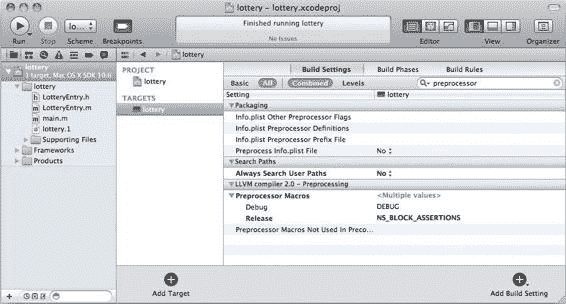 lottery – lottery.xcodeproj
lo...
Finished running lottery
No Issues
Run
Stop
Scheme
Breakpoints
Editor
View
Organizer
lottery
lottery
1 target, Mac OS X SDK 10.6
lottery
LotteryEntry.h
LotteryEntry.m
main.m
lottery.1
Supporting Files
Frameworks
Products
PROJECT
lottery
TARGETS
lottery
Build Settings
Build Phases
Build Rules
Basic
All
Combined
Levels
preprocessor
Setting
lottery
Packaging
Info.plist Other Preprocessor Flags
Info.plist Preprocessor Definitions
Info.plist Preprocessor Prefix File
Preprocess Info.plist File No
Search Paths
Always Search User Paths No
LLVM compiler 2.0 – Preprocessing
Preprocessor Macros <Multiple values>
Debug DEBUG
Release NS_BLOCK_ASSERTIONS
Preprocessor Macros Not Used In Preco...
Add Target
Add Build Setting